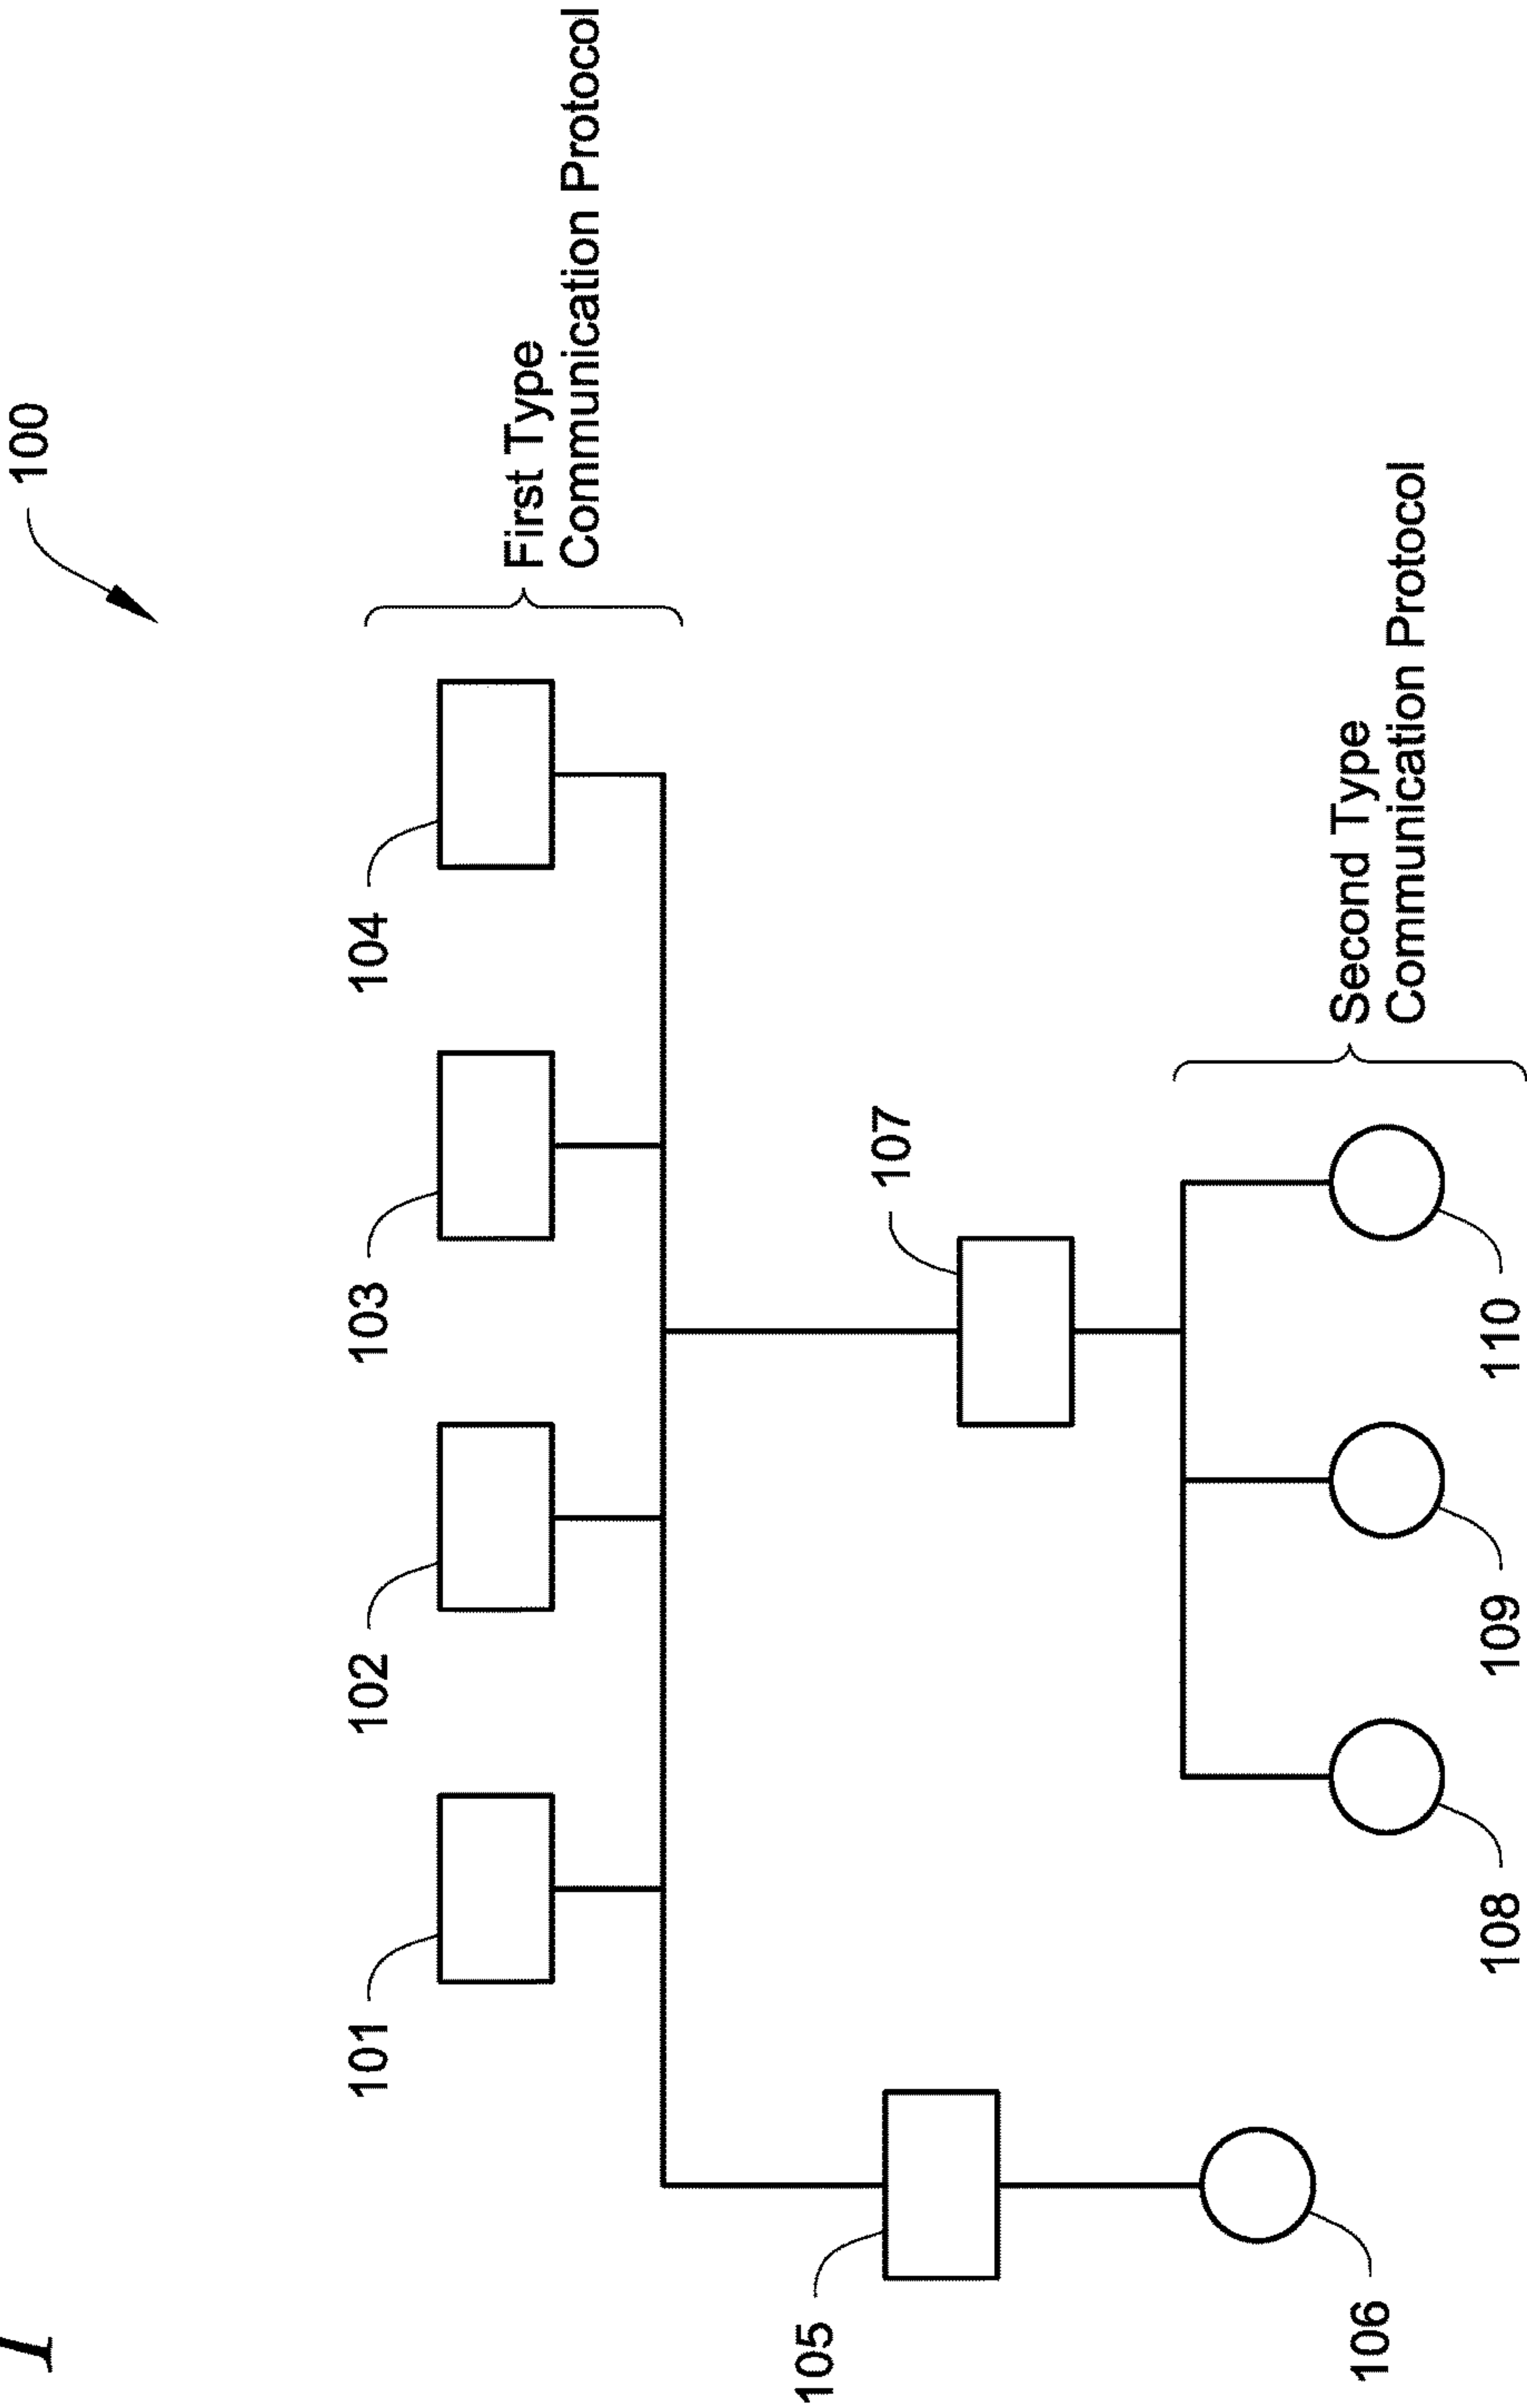 100
First Type
Communication Protocol
101
102
103
104
105
107
106
Second Type
Communication Protocol
108
109
110